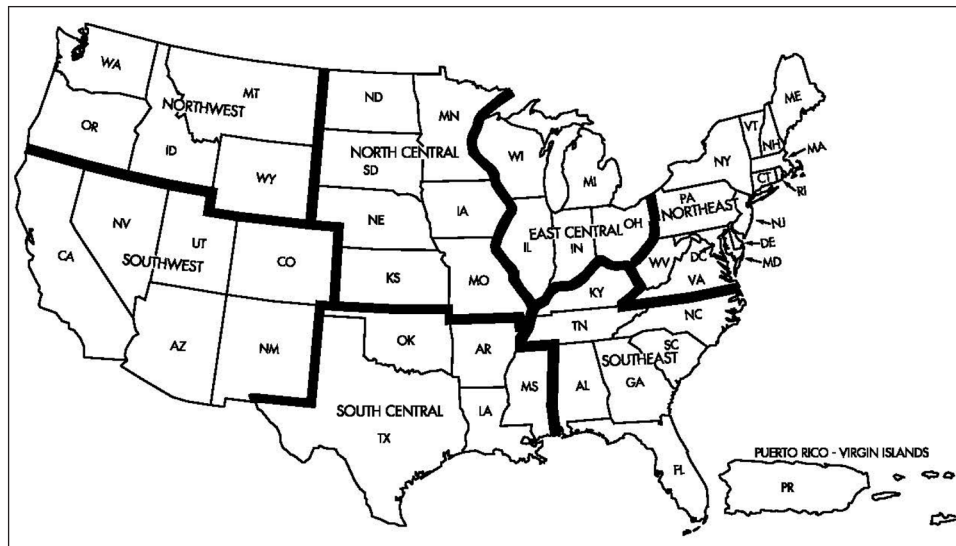 WA
MT
ND
MN
ME
NORTHWEST
VT
NH
OR
ID
NORTH CENTRAL
SD
WI
MI
NY
MA
WY
CT
RI
PA
NORTHEAST
NE
IA
OH
NJ
NV
UT
EAST CENTRAL
IL
IN
DE
CA
SOUTHWEST
CO
KS
MO
WV
DC
MD
VA
KY
NC
TN
AZ
NM
OK
AR
SC
SOUTHEAST
MS
AL
GA
SOUTH CENTRAL
LA
TX
FL
PUERTO RICO - VIRGIN ISLANDS
PR